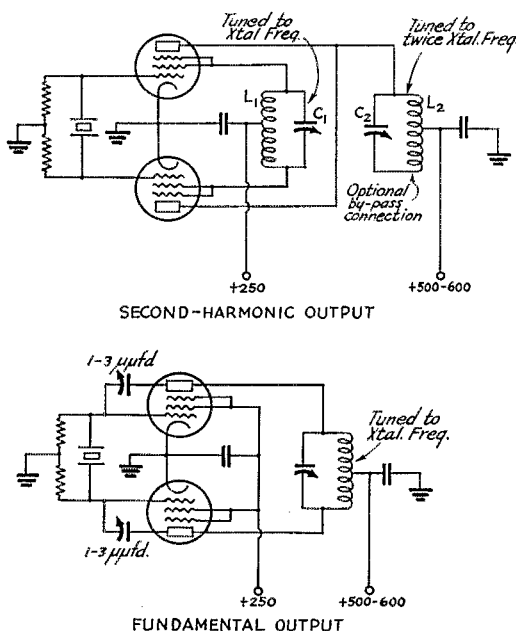 Tuned to
Xtal Freq.
Tuned to
twice Xtal. Freq.
L1
C1
C2
L2
Optional
by-pass
connection
+250
+500-600
SECOND-HARMONIC OUTPUT
1-3 μμfd.
Tuned to
Xtal. Freq.
1-3 μμfd.
+250
+500-600
FUNDAMENTAL OUTPUT